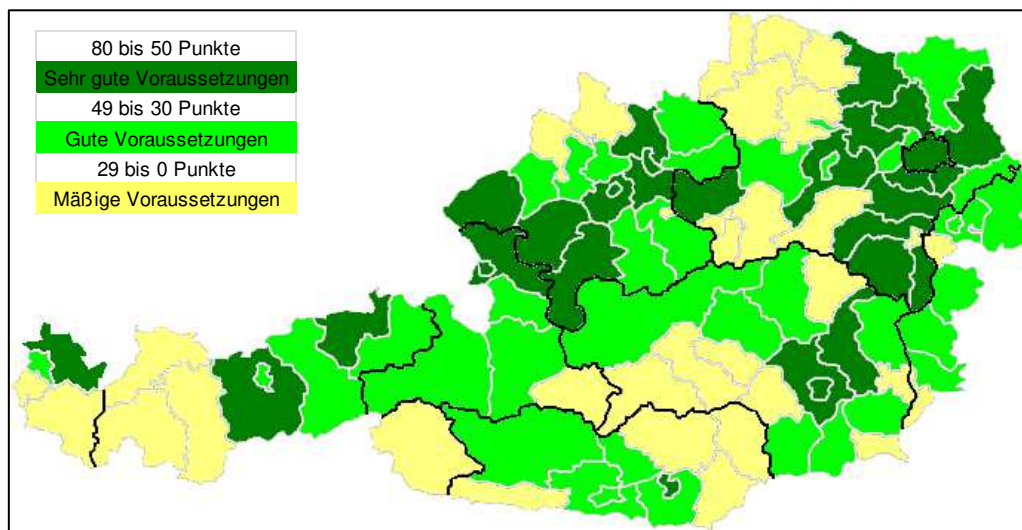 80 bis 50 Punkte
Sehr gute Voraussetzungen
49 bis 30 Punkte
Gute Voraussetzungen
29 bis 0 Punkte
Mäßige Voraussetzungen